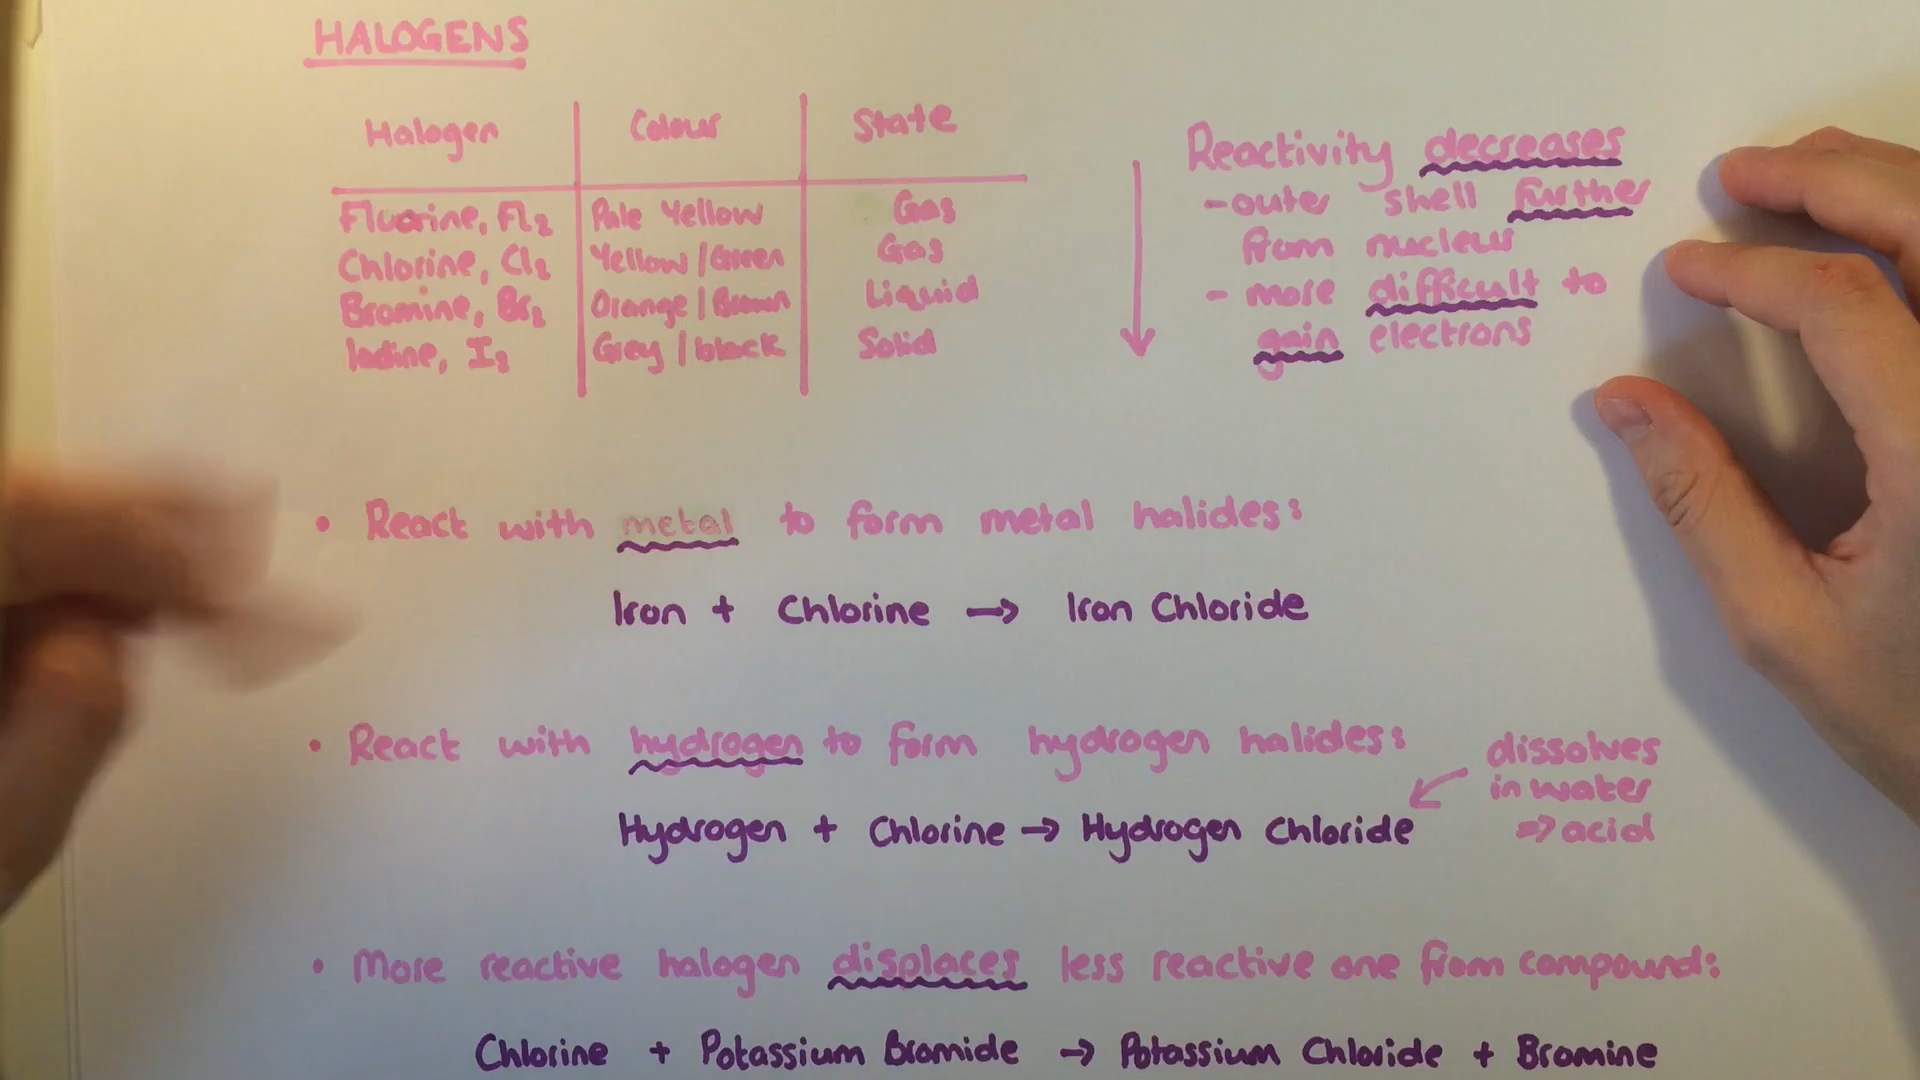 HALOGENS
Halogen Colour State
Fluorine, Fl2 Pale Yellow Gas
Chlorine, Cl2 Yellow/Green Gas
Bromine, Br2 Orange/Brown Liquid
Iodine, I2 Grey/black Solid
Reactivity decreases
- outer shell further
from nucleus
- more difficult to
gain electrons
• React with metal to form metal halides:
Iron + Chlorine → Iron Chloride
• React with hydrogen to form hydrogen halides:
Hydrogen + Chlorine → Hydrogen Chloride
dissolves
in water
⇒ acid
• More reactive halogen displaces less reactive one from compound:
Chlorine + Potassium Bromide → Potassium Chloride + Bromine